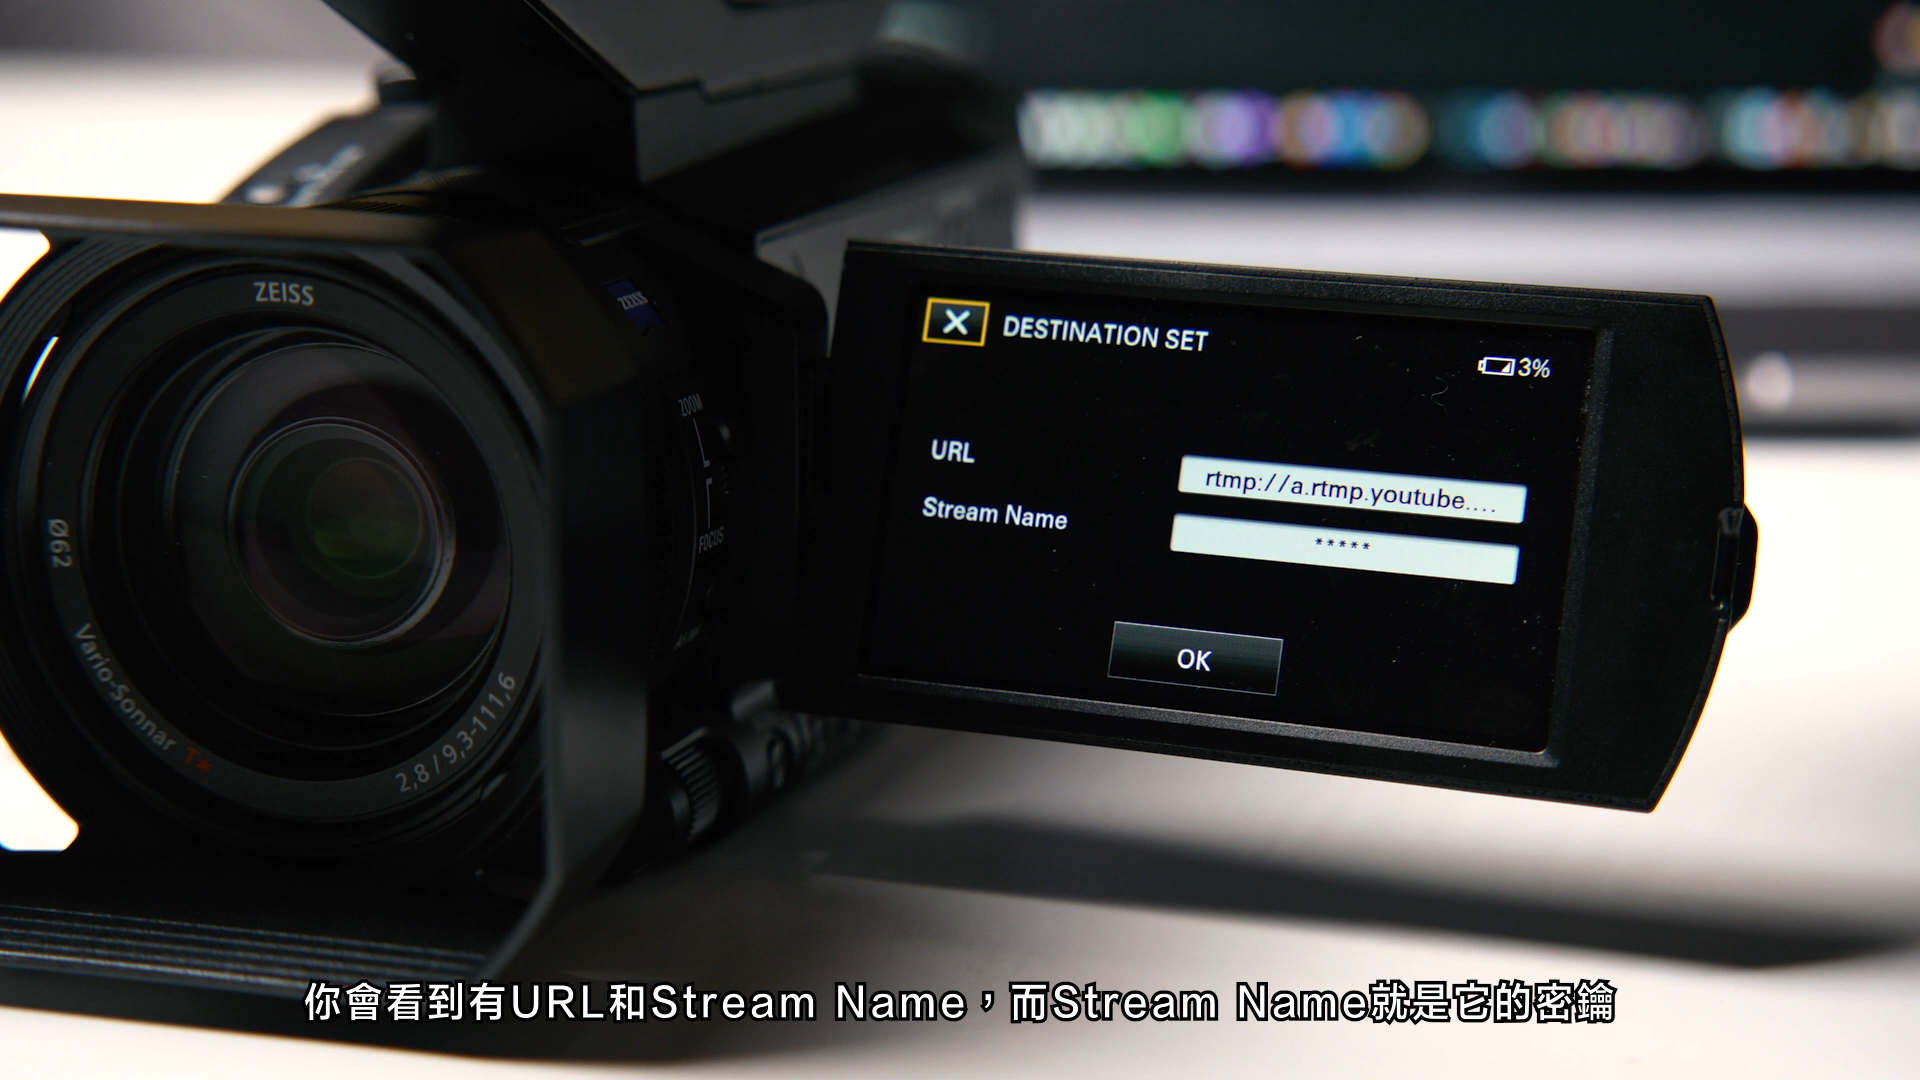 ZEISS
ZEISS
ZOOM
FOCUS
Ø62
Vario-Sonnar T*
2,8 / 9,3-111,6
DESTINATION SET
3%
URL
rtmp://a.rtmp.youtube....
Stream Name
*****
OK
你會看到有URL和Stream Name，而Stream Name就是它的密鑰